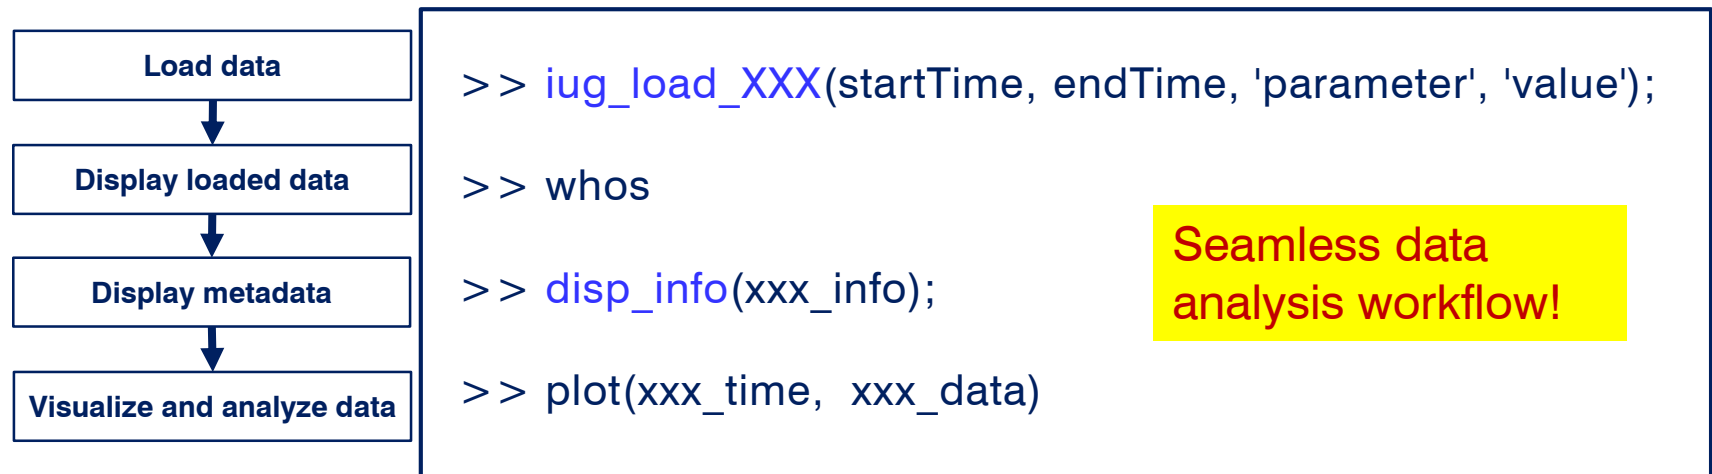 Load data
Display loaded data
Display metadata
Visualize and analyze data
>> iug_load_XXX(startTime, endTime, 'parameter', 'value');
>> whos
>> disp_info(xxx_info);
>> plot(xxx_time, xxx_data)
Seamless data
analysis workflow!